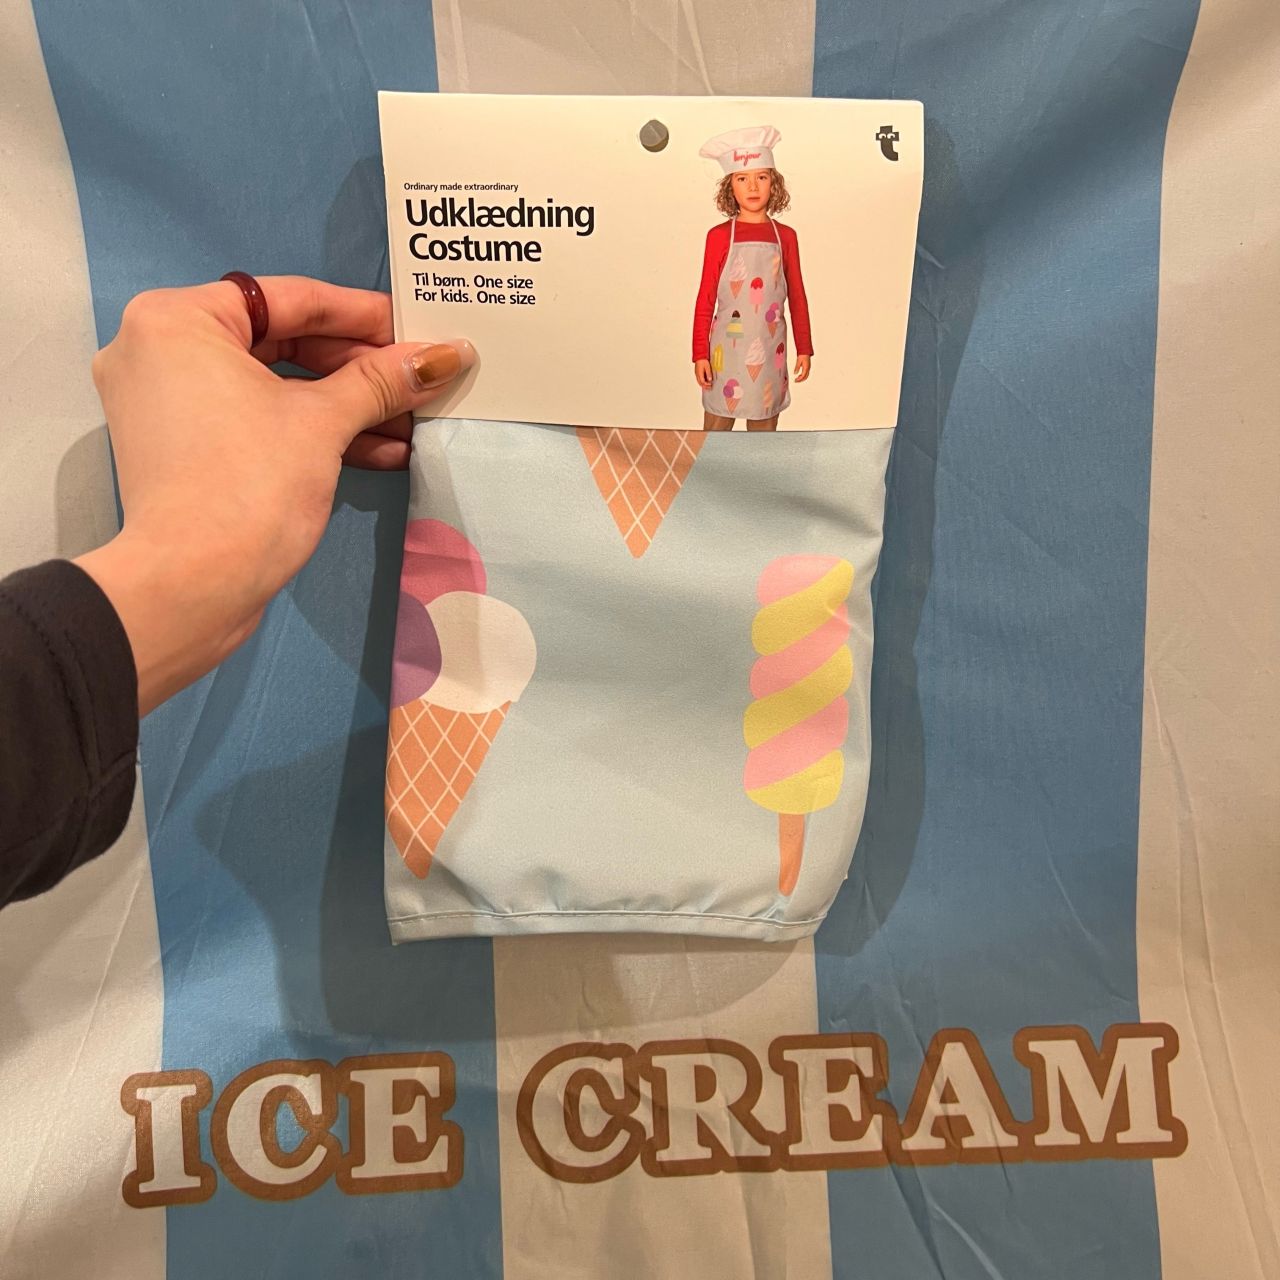 Ordinary made extraordinary
Udklædning
Costume
Til børn. One size
For kids. One size
bonjour
ICE CREAM